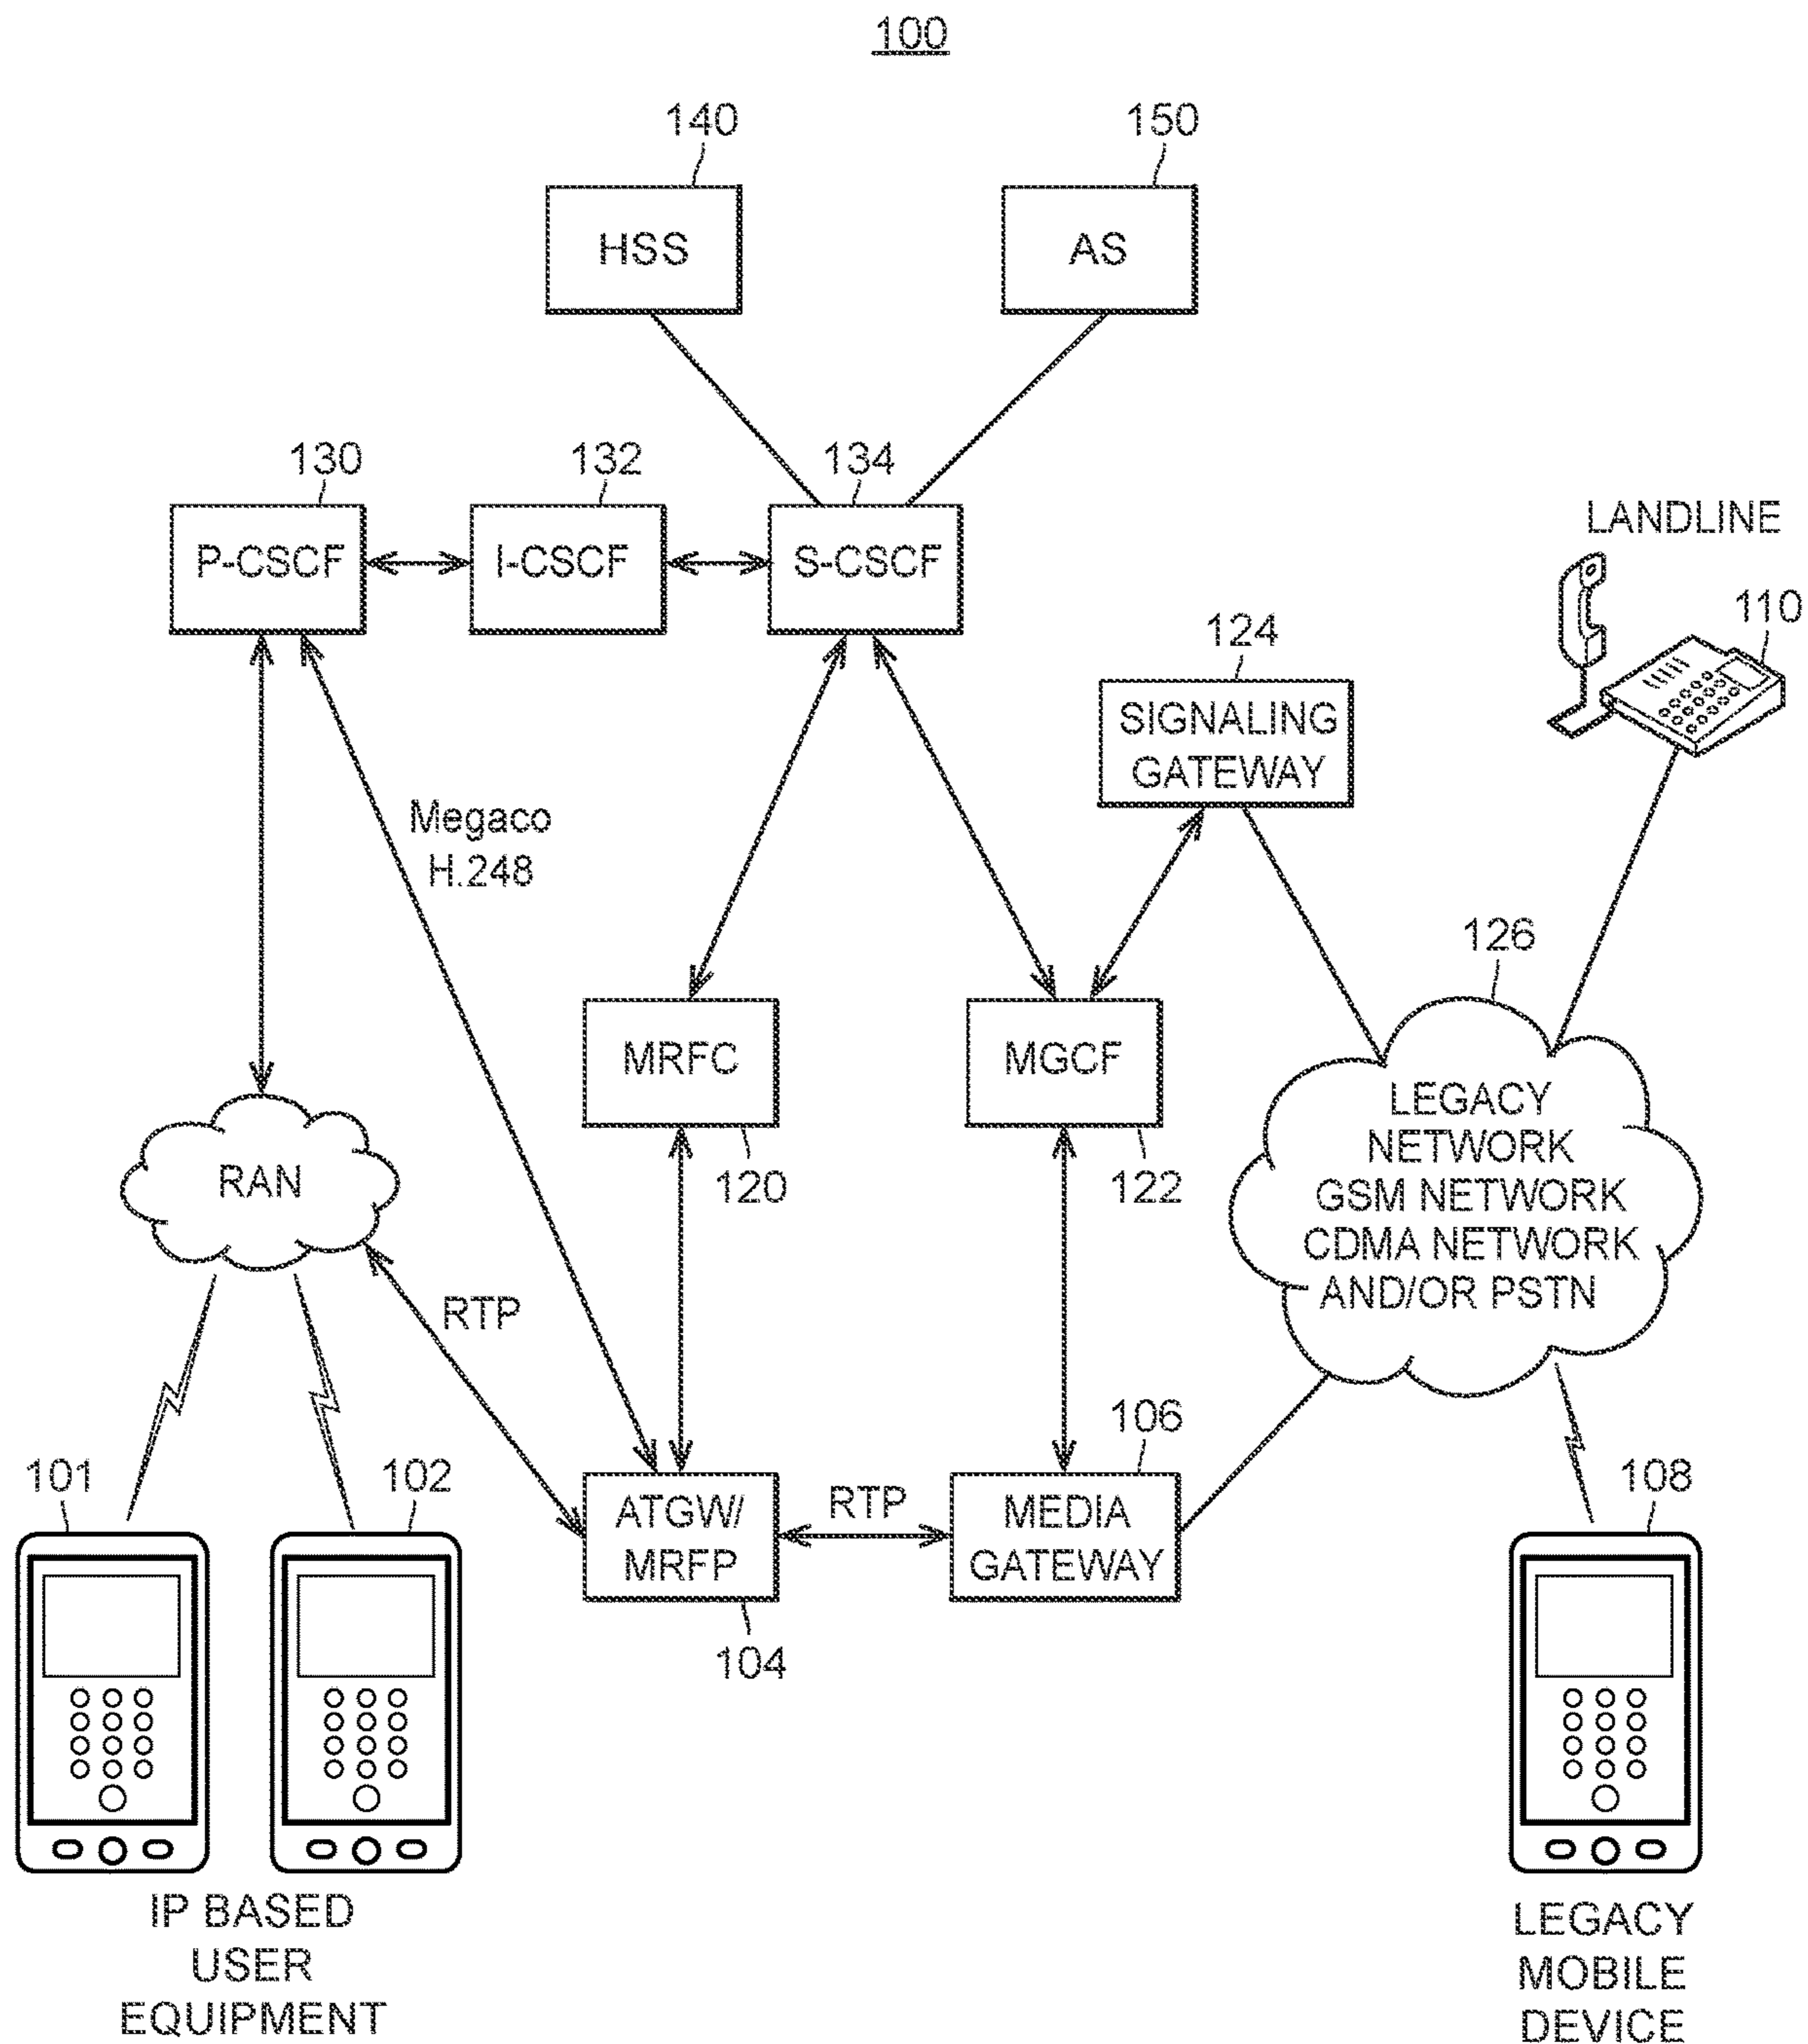 100
140
150
HSS
AS
130
132
134
P-CSCF
I-CSCF
S-CSCF
LANDLINE
110
124
SIGNALING
GATEWAY
Megaco
H.248
126
MRFC
MGCF
120
122
RAN
LEGACY
NETWORK
GSM NETWORK
CDMA NETWORK
AND/OR PSTN
RTP
106
101
102
108
ATGW/
MRFP
RTP
MEDIA
GATEWAY
104
IP BASED
USER
EQUIPMENT
LEGACY
MOBILE
DEVICE